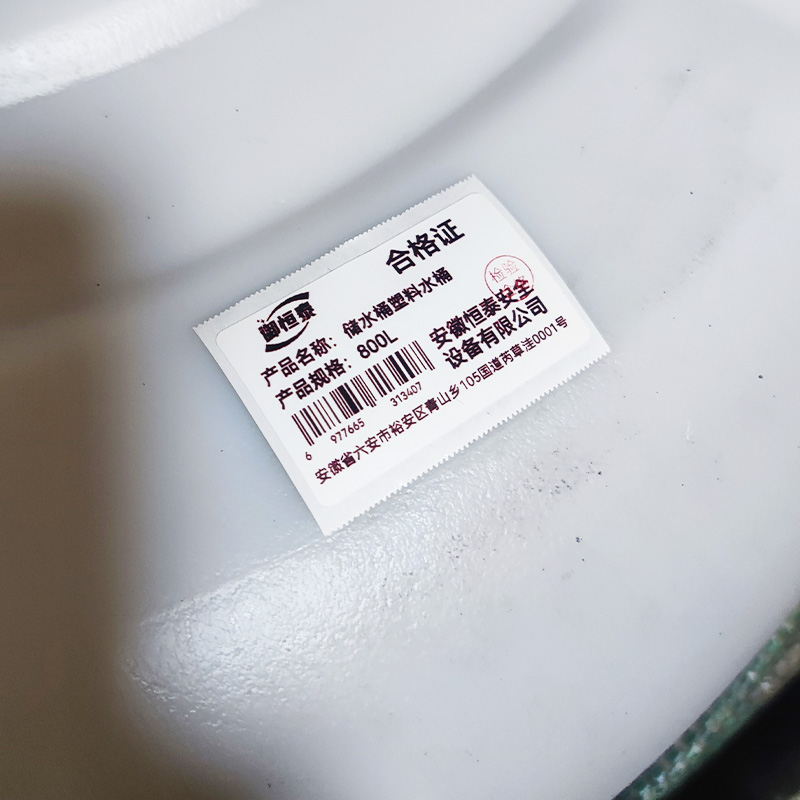 合格证
御恒泰
检验
产品名称：储水桶塑料水桶
产品规格：800L
安徽恒泰安全
设备有限公司
6 977665 313407
安徽省六安市裕安区青山乡105国道芮草洼0001号